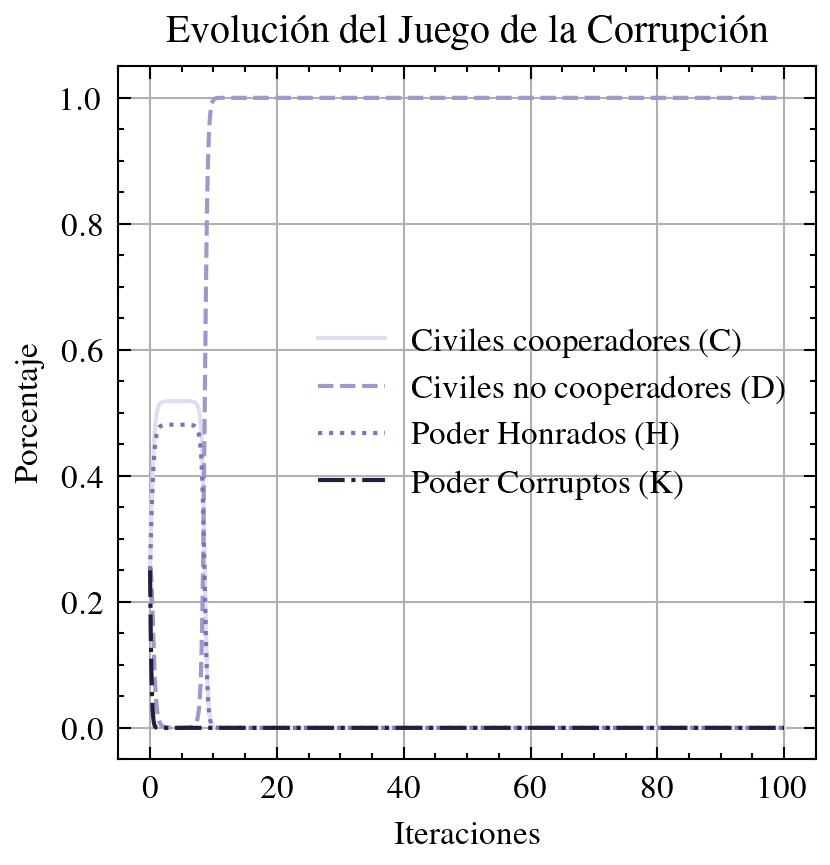 Evolución del Juego de la Corrupción
1.0
0.8
0.6
0.4
0.2
0.0
Porcentaje
Civiles cooperadores (C)
Civiles no cooperadores (D)
Poder Honrados (H)
Poder Corruptos (K)
0 20 40 60 80 100
Iteraciones